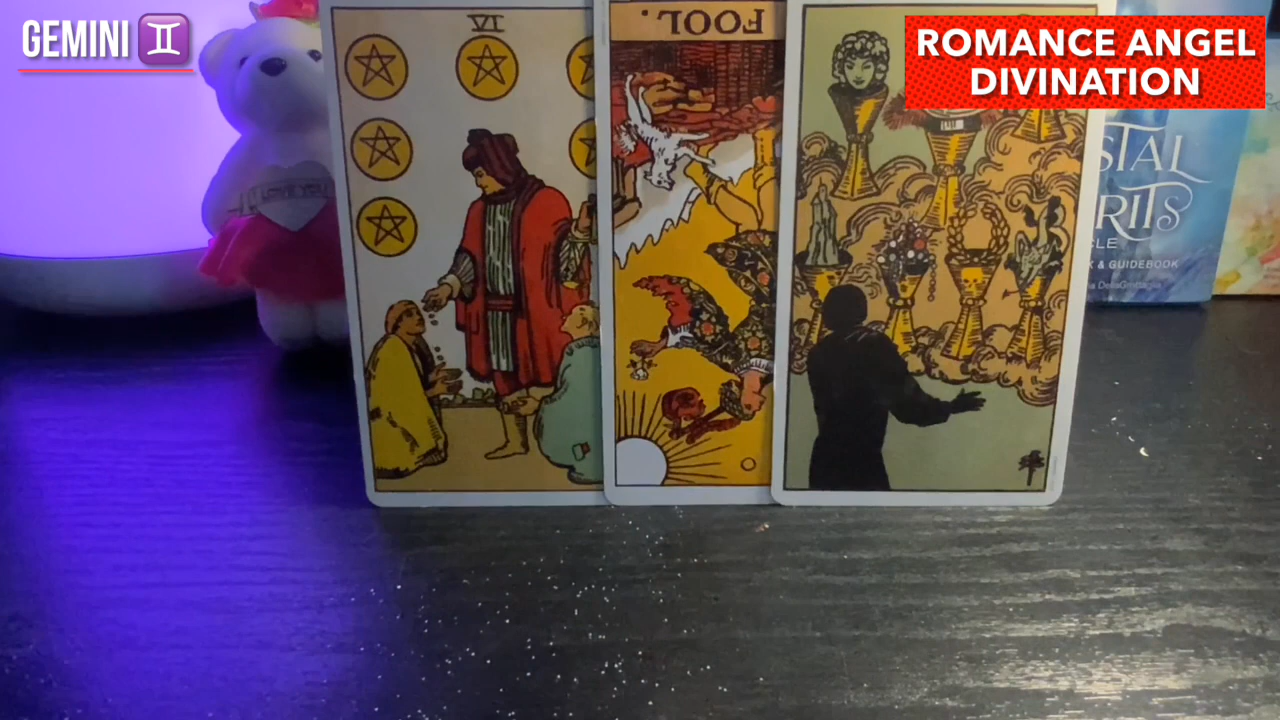 GEMINI ♊
ROMANCE ANGEL
DIVINATION
VI
FOOL.
I LOVE YOU
STAL
RITS
CLE
K & GUIDEBOOK